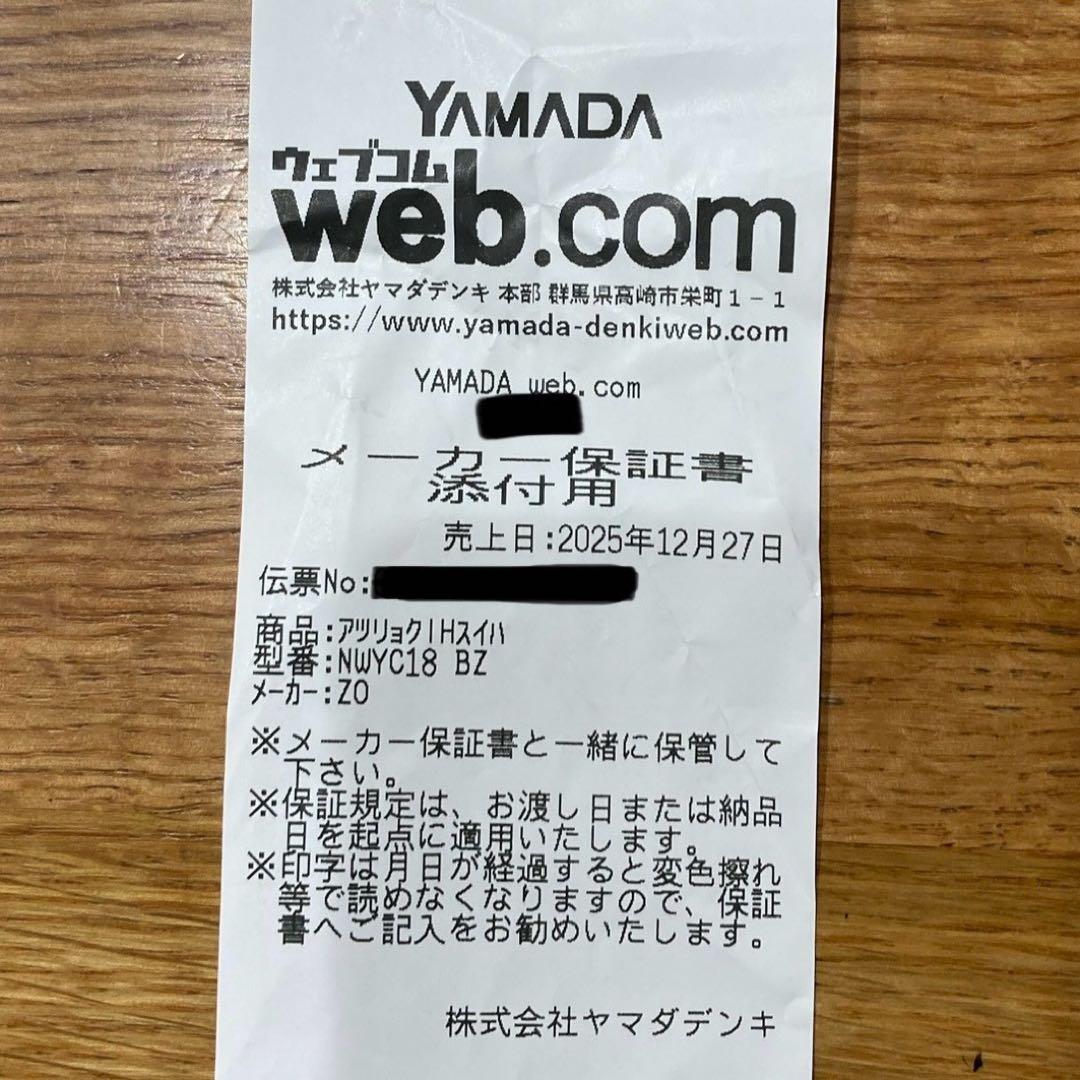 YAMADA
ウェブコム
web.com
株式会社ヤマダデンキ 本部 群馬県高崎市栄町1-1
https://www.yamada-denkiweb.com
YAMADA web.com
メーカー保証書
添付用
売上日:2025年12月27日
伝票No:
商品:アツリョクIHスイハ
型番:NWYC18 BZ
メーカー:ZO
※メーカー保証書と一緒に保管して
下さい。
※保証規定は、お渡し日または納品
日を起点に適用いたします。
※印字は月日が経過すると変色擦れ
等で読めなくなりますので、保証
書へご記入をお勧めいたします。
株式会社ヤマダデンキ